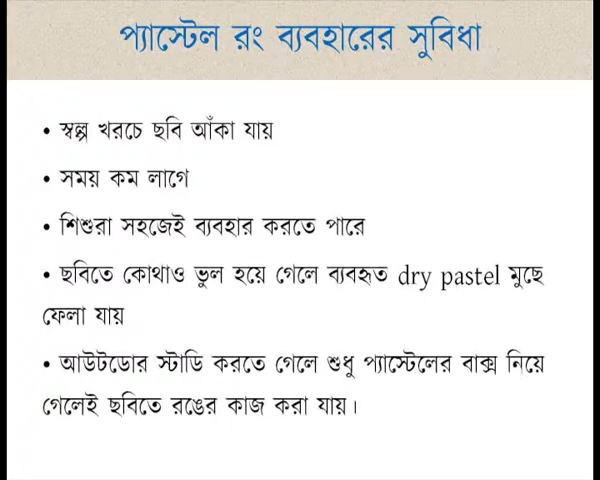 প্যাস্টেল রং ব্যবহারের সুবিধা
• স্বল্প খরচে ছবি আঁকা যায়
• সময় কম লাগে
• শিশুরা সহজেই ব্যবহার করতে পারে
• ছবিতে কোথাও ভুল হয়ে গেলে ব্যবহৃত dry pastel মুছে
ফেলা যায়
• আউটডোর স্টাডি করতে গেলে শুধু প্যাস্টেলের বাক্স নিয়ে
গেলেই ছবিতে রঙের কাজ করা যায়।